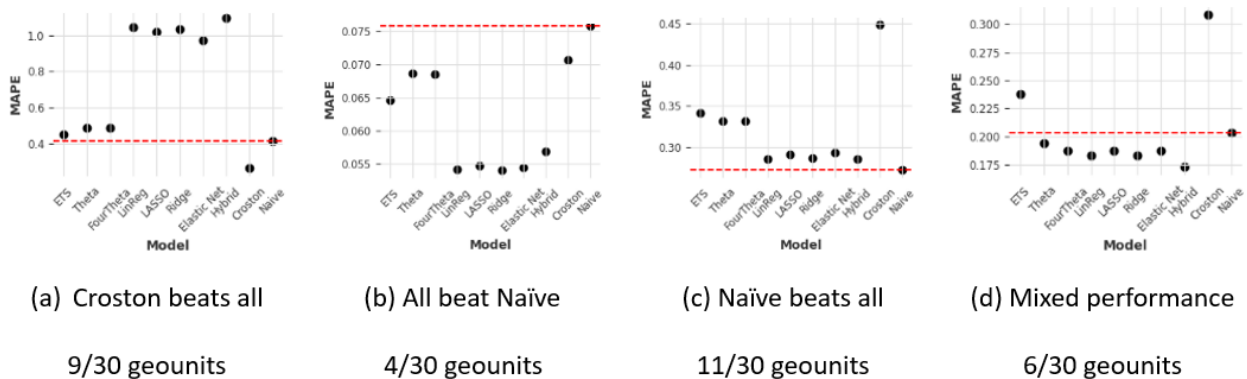 1.0
0.8
0.6
0.4
MAPE
ETS
Theta
FourTheta
LinReg
LASSO
Ridge
Elastic Net
Hybrid
Croston
Naive
Model
0.075
0.070
0.065
0.060
0.055
MAPE
ETS
Theta
FourTheta
LinReg
LASSO
Ridge
Elastic Net
Hybrid
Croston
Naive
Model
0.45
0.40
0.35
0.30
MAPE
ETS
Theta
FourTheta
LinReg
LASSO
Ridge
Elastic Net
Hybrid
Croston
Naive
Model
0.300
0.275
0.250
0.225
0.200
0.175
MAPE
ETS
Theta
FourTheta
LinReg
LASSO
Ridge
Elastic Net
Hybrid
Croston
Naive
Model
(a) Croston beats all
(b) All beat Naïve
(c) Naïve beats all
(d) Mixed performance
9/30 geounits
4/30 geounits
11/30 geounits
6/30 geounits